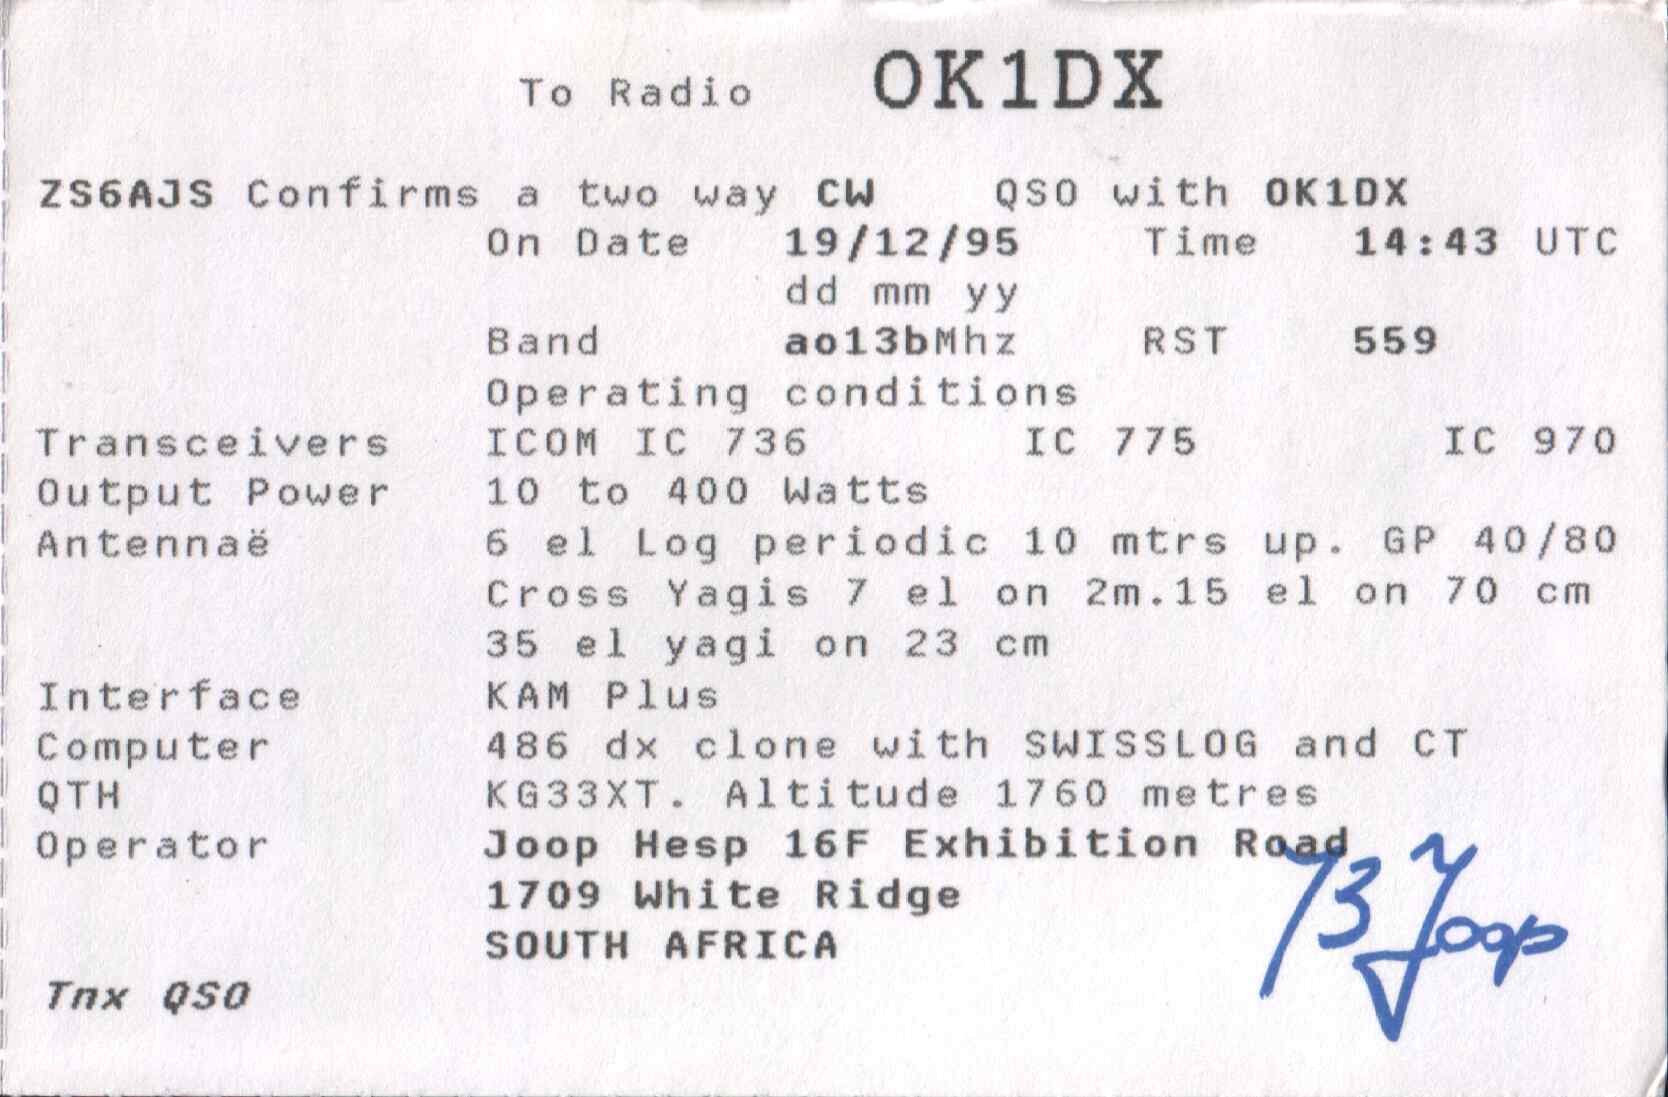 To Radio OK1DX
ZS6AJS Confirms a two way CW QSO with OK1DX
On Date 19/12/95 Time 14:43 UTC
dd mm yy
Band ao13bMhz RST 559
Operating conditions
Transceivers ICOM IC 736 IC 775 IC 970
Output Power 10 to 400 Watts
Antennaë 6 el Log periodic 10 mtrs up. GP 40/80
Cross Yagis 7 el on 2m.15 el on 70 cm
35 el yagi on 23 cm
Interface KAM Plus
Computer 486 dx clone with SWISSLOG and CT
QTH KG33XT. Altitude 1760 metres
Operator Joop Hesp 16F Exhibition Road
1709 White Ridge
SOUTH AFRICA
73 Joop
Tnx QSO